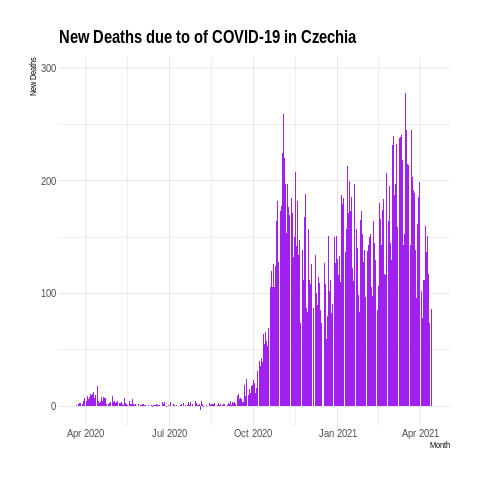 New Deaths due to of COVID-19 in Czechia
New Deaths
300
200
100
0
Apr 2020
Jul 2020
Oct 2020
Jan 2021
Apr 2021
Month